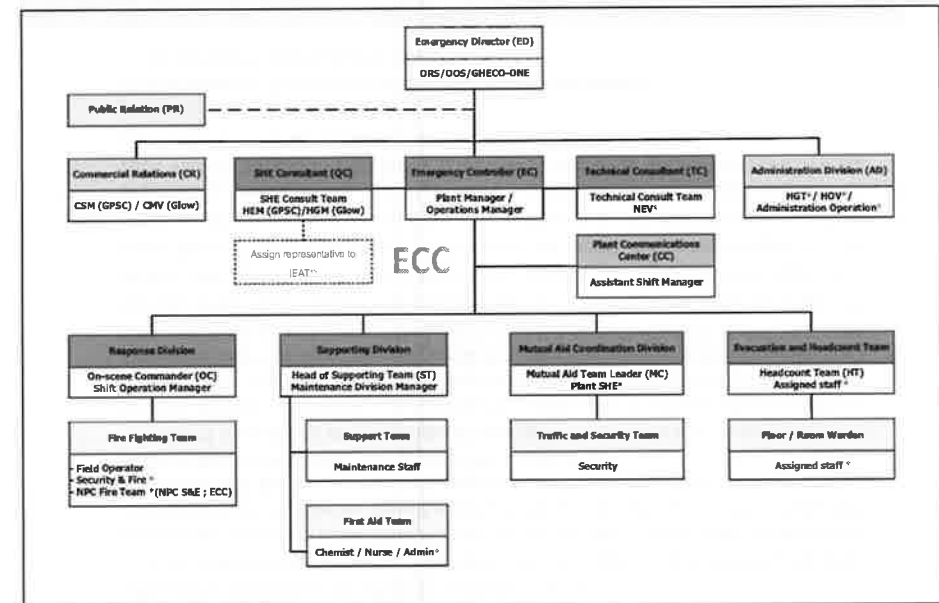 Emergency Director (ED)
ORS/OOS/GHECO-ONE
Public Relation (PR)
Commercial Relations (CR)
CSM (GPSC) / CMV (Glow)
SHE Consultant (QC)
SHE Consult Team
HEM (GPSC)/HGM (Glow)
Assign representative to
IEAT
Emergency Controller (EC)
Plant Manager /
Operations Manager
Technical Consultant (TC)
Technical Consult Team
NEV*
Administration Division (AD)
HGT*/ HOV*/
Administration Operation*
ECC
Plant Communications
Center (CC)
Assistant Shift Manager
Response Division
On-scene Commander (OC)
Shift Operation Manager
Fire Fighting Team
- Field Operator
- Security & Fire *
- NPC Fire Team *(NPC S&E ; ECC)
Supporting Division
Head of Supporting Team (ST)
Maintenance Division Manager
Support Team
Maintenance Staff
First Aid Team
Chemist / Nurse / Admin*
Mutual Aid Coordination Division
Mutual Aid Team Leader (MC)
Plant SHE*
Traffic and Security Team
Security
Evacuation and Headcount Team
Headcount Team (HT)
Assigned staff *
Floor / Room Warden
Assigned staff *